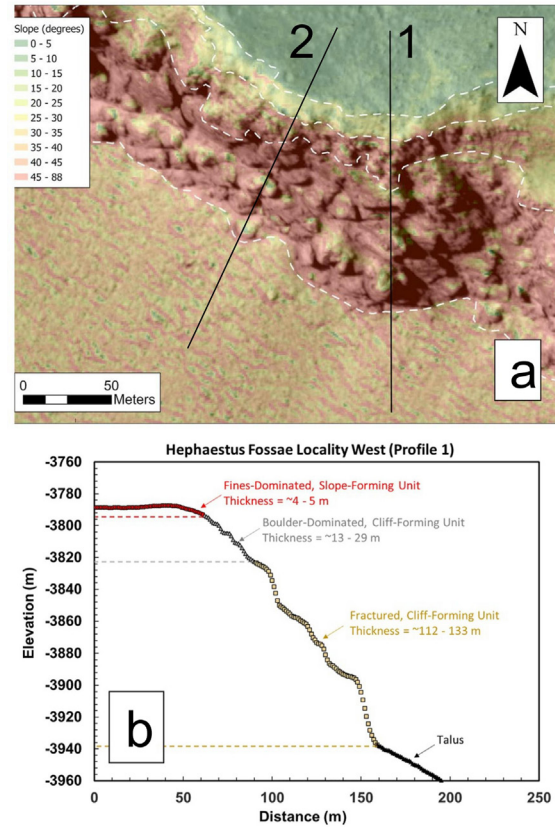 Slope (degrees)
0 - 5
5 - 10
10 - 15
15 - 20
20 - 25
25 - 30
30 - 35
35 - 40
40 - 45
45 - 88
2
1
N
0
50
Meters
a
Hephaestus Fossae Locality West (Profile 1)
-3760
-3780
-3800
-3820
-3840
-3860
-3880
-3900
-3920
-3940
-3960
Elevation (m)
Fines-Dominated, Slope-Forming Unit
Thickness = ~4 - 5 m
Boulder-Dominated, Cliff-Forming Unit
Thickness = ~13 - 29 m
Fractured, Cliff-Forming Unit
Thickness = ~112 - 133 m
Talus
b
0
50
100
150
200
250
Distance (m)